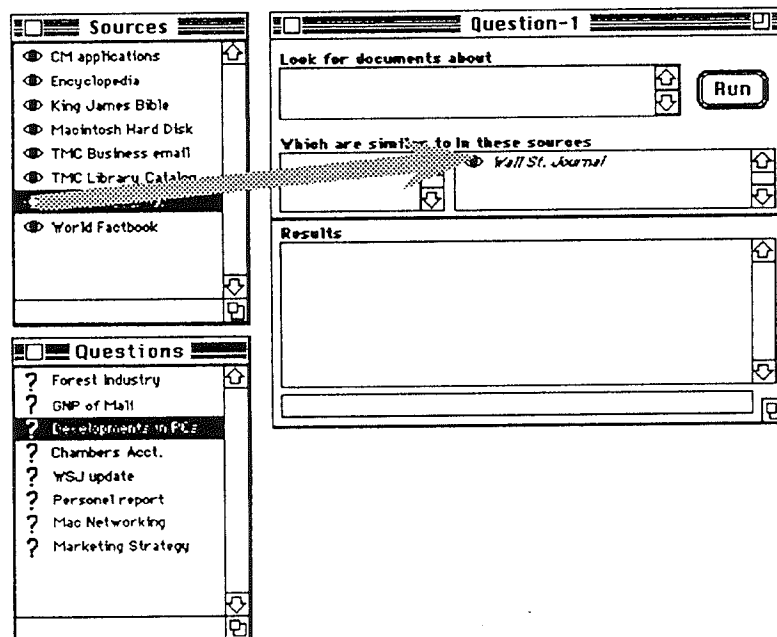 Sources
CM applications
Encyclopedia
King James Bible
Macintosh Hard Disk
TMC Business email
TMC Library Catalog
World Factbook
Questions
Forest Industry
GNP of Mali
Developments in PCs
Chambers Acct.
WSJ update
Personel report
Mac Networking
Marketing Strategy
Question-1
Look for documents about
Run
Which are similar to In these sources
Wall St. Journal
Results